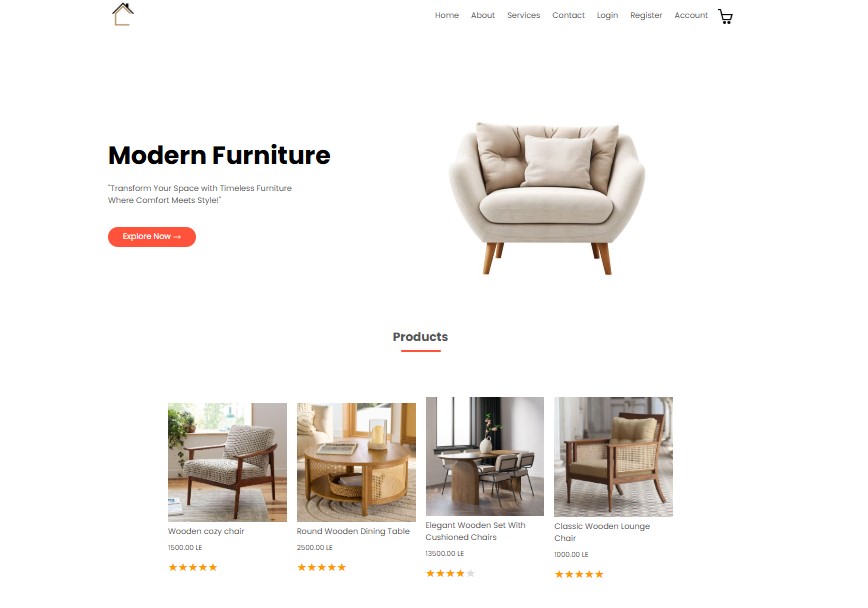 Home About Services Contact Login Register Account
Modern Furniture
"Transform Your Space with Timeless Furniture
Where Comfort Meets Style!"
Explore Now →
Products
Wooden cozy chair
1500.00 LE
Round Wooden Dining Table
2500.00 LE
Elegant Wooden Set With
Cushioned Chairs
13500.00 LE
Classic Wooden Lounge
Chair
1000.00 LE